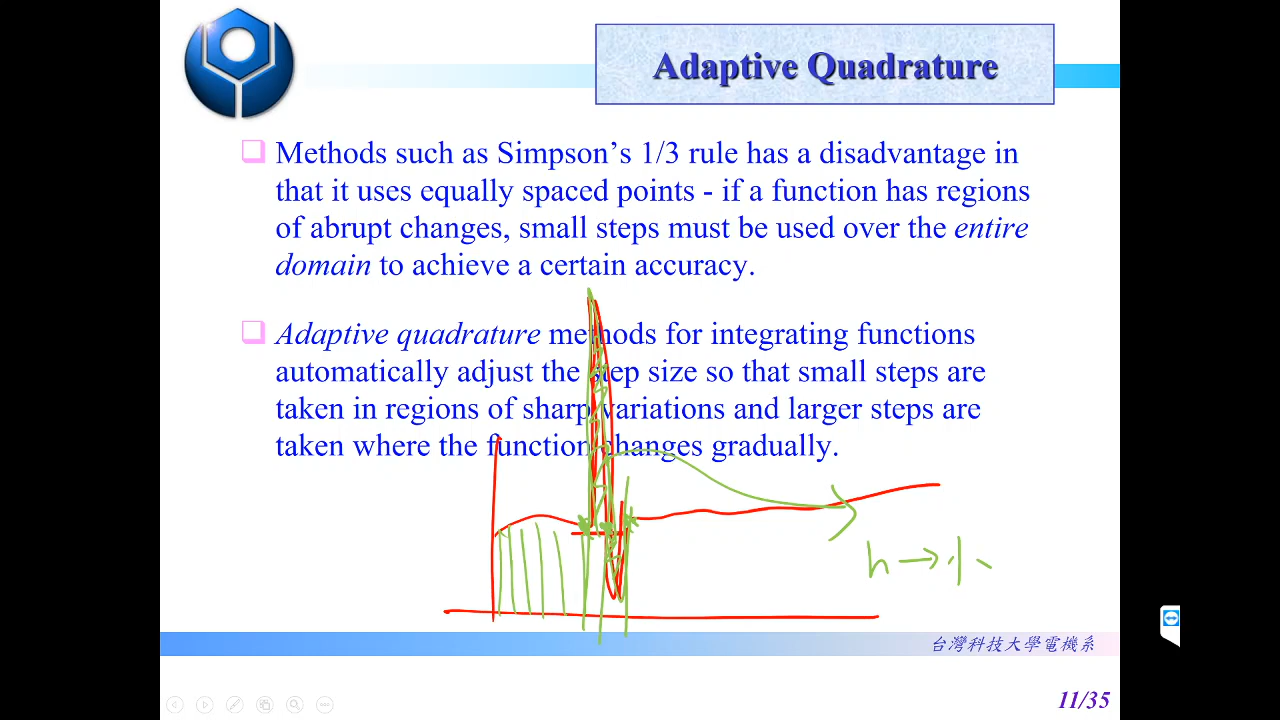 Adaptive Quadrature
Methods such as Simpson's 1/3 rule has a disadvantage in
that it uses equally spaced points - if a function has regions
of abrupt changes, small steps must be used over the entire
domain to achieve a certain accuracy.
Adaptive quadrature methods for integrating functions
automatically adjust the step size so that small steps are
taken in regions of sharp variations and larger steps are
taken where the function changes gradually.
h →
台灣科技大學電機系
11/35